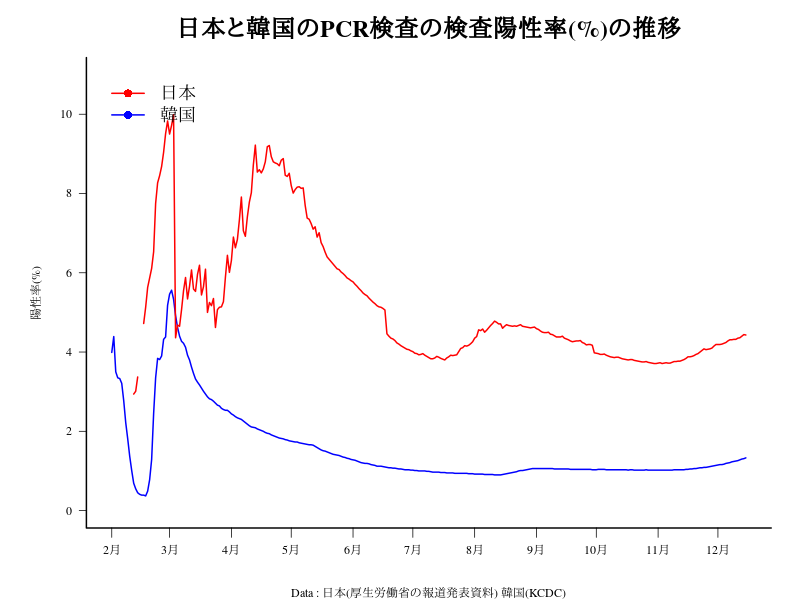 日本と韓国のPCR検査の検査陽性率(%)の推移
日本
韓国
陽性率(%)
10
8
6
4
2
0
2月 3月 4月 5月 6月 7月 8月 9月 10月 11月 12月
Data : 日本(厚生労働省の報道発表資料) 韓国(KCDC)